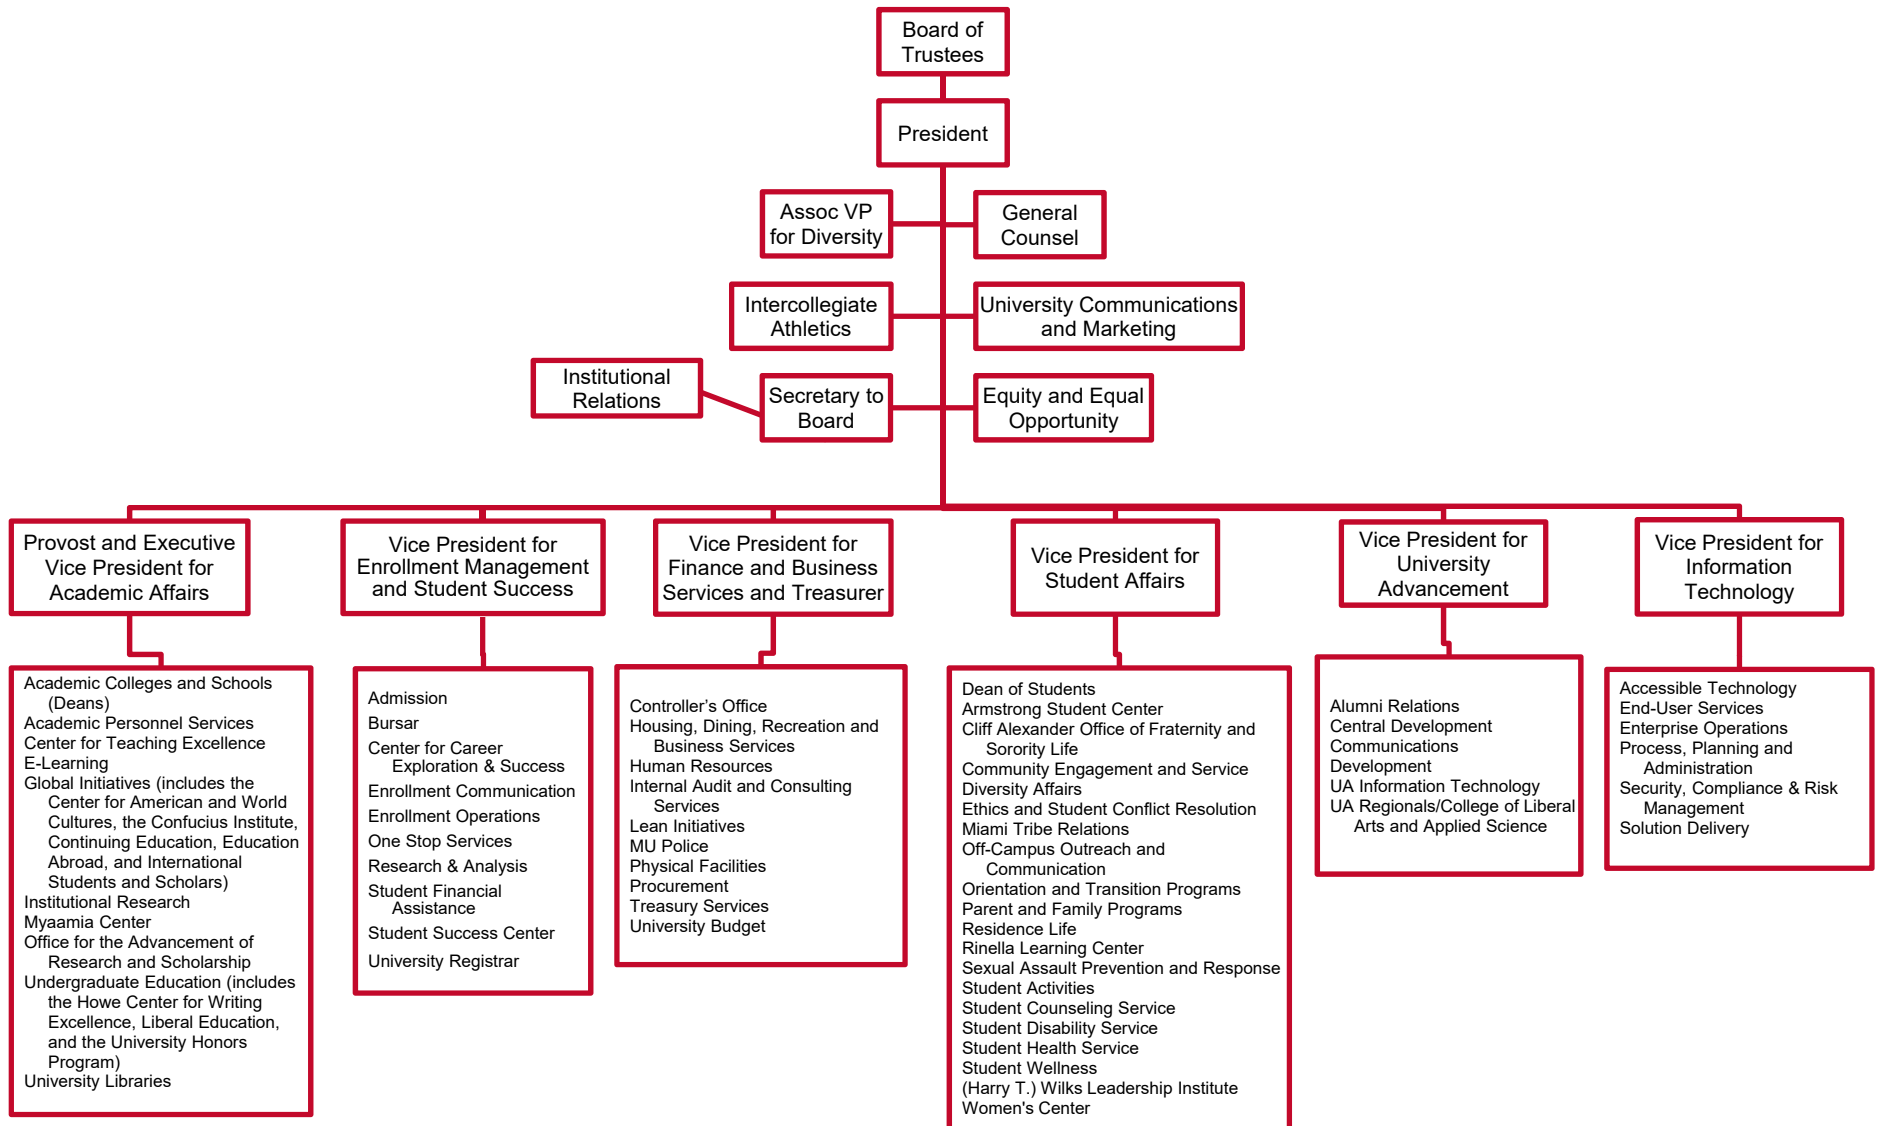 Board of
Trustees
President
Assoc VP
for Diversity
General
Counsel
Intercollegiate
Athletics
University Communications
and Marketing
Institutional
Relations
Secretary to
Board
Equity and Equal
Opportunity
Provost and Executive
Vice President for
Academic Affairs
Vice President for
Enrollment Management
and Student Success
Vice President for
Finance and Business
Services and Treasurer
Vice President for
Student Affairs
Vice President for
University
Advancement
Vice President for
Information
Technology
Academic Colleges and Schools
(Deans)
Academic Personnel Services
Center for Teaching Excellence
E-Learning
Global Initiatives (includes the
Center for American and World
Cultures, the Confucius Institute,
Continuing Education, Education
Abroad, and International
Students and Scholars)
Institutional Research
Myaamia Center
Office for the Advancement of
Research and Scholarship
Undergraduate Education (includes
the Howe Center for Writing
Excellence, Liberal Education,
and the University Honors
Program)
University Libraries
Admission
Bursar
Center for Career
Exploration & Success
Enrollment Communication
Enrollment Operations
One Stop Services
Research & Analysis
Student Financial
Assistance
Student Success Center
University Registrar
Controller's Office
Housing, Dining, Recreation and
Business Services
Human Resources
Internal Audit and Consulting
Services
Lean Initiatives
MU Police
Physical Facilities
Procurement
Treasury Services
University Budget
Dean of Students
Armstrong Student Center
Cliff Alexander Office of Fraternity and
Sorority Life
Community Engagement and Service
Diversity Affairs
Ethics and Student Conflict Resolution
Miami Tribe Relations
Off-Campus Outreach and
Communication
Orientation and Transition Programs
Parent and Family Programs
Residence Life
Rinella Learning Center
Sexual Assault Prevention and Response
Student Activities
Student Counseling Service
Student Disability Service
Student Health Service
Student Wellness
(Harry T.) Wilks Leadership Institute
Women's Center
Alumni Relations
Central Development
Communications
Development
UA Information Technology
UA Regionals/College of Liberal
Arts and Applied Science
Accessible Technology
End-User Services
Enterprise Operations
Process, Planning and
Administration
Security, Compliance & Risk
Management
Solution Delivery